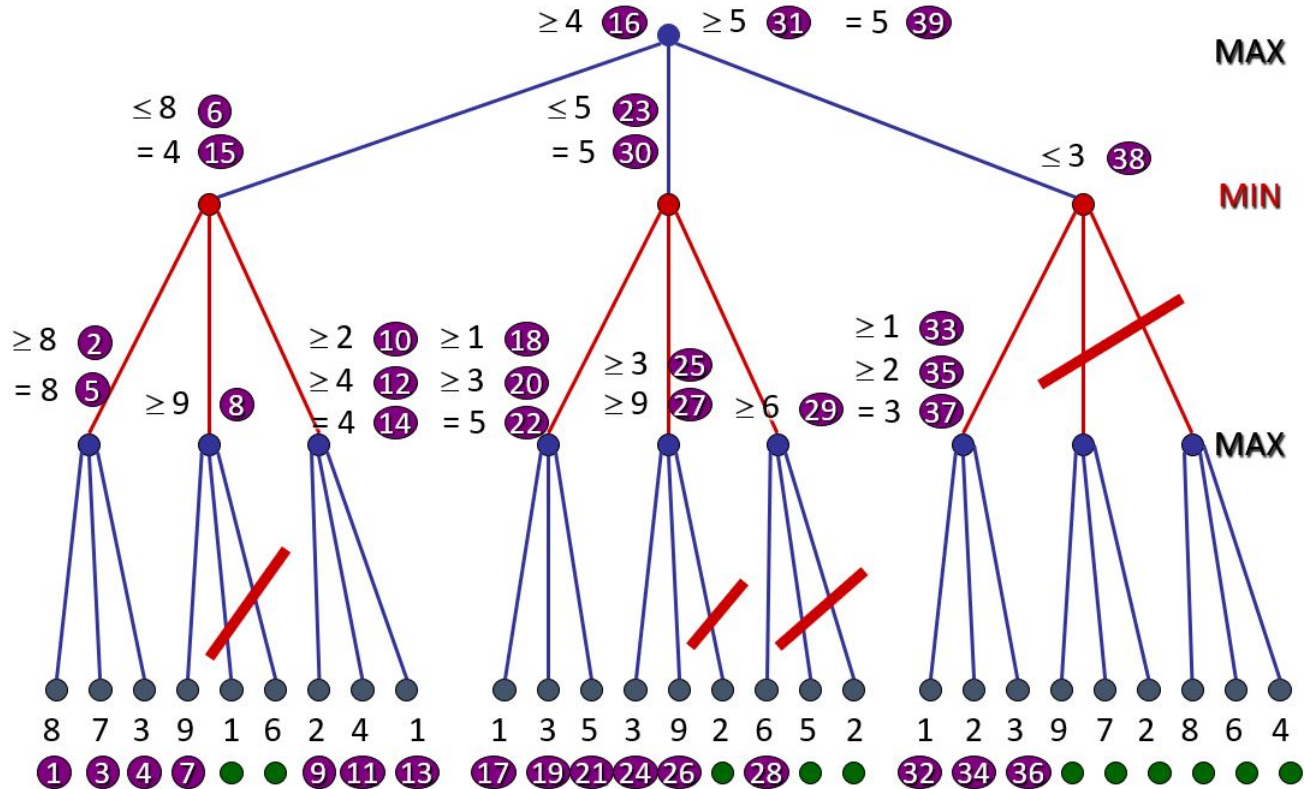 ≥ 4 16 ≥ 5 31 = 5 39
MAX
≤ 8 6 ≤ 5 23
= 4 15 = 5 30 ≤ 3 38
MIN
≥ 8 2 ≥ 2 10 ≥ 1 18 ≥ 1 33
≥ 4 12 ≥ 3 20 ≥ 3 25 ≥ 2 35
= 8 5 ≥ 9 8 = 4 14 = 5 22 ≥ 9 27 ≥ 6 29 = 3 37
MAX
8 7 3 9 1 6 2 4 1 1 3 5 3 9 2 6 5 2 1 2 3 9 7 2 8 6 4
1 3 4 7 9 11 13 17 19 21 24 26 28 32 34 36